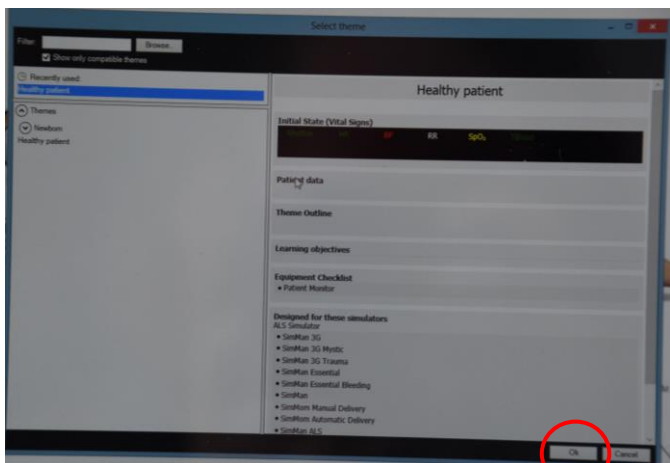 Select theme
Filter:
Browse...
Show only compatible themes
Recently used:
Healthy patient
Themes
Newborn
Healthy patient
Healthy patient
Initial State (Vital Signs)
BP
RR
SpO₂
Patient data
Theme Outline
Learning objectives
Equipment Checklist
• Patient Monitor
Designed for these simulators
ALS Simulator
• SimMan 3G
• SimMan 3G Mystic
• SimMan 3G Trauma
• SimMan Essential
• SimMan Essential Bleeding
• SimMan
• SimMom Manual Delivery
• SimMom Automatic Delivery
• SimMan ALS
Ok
Cancel